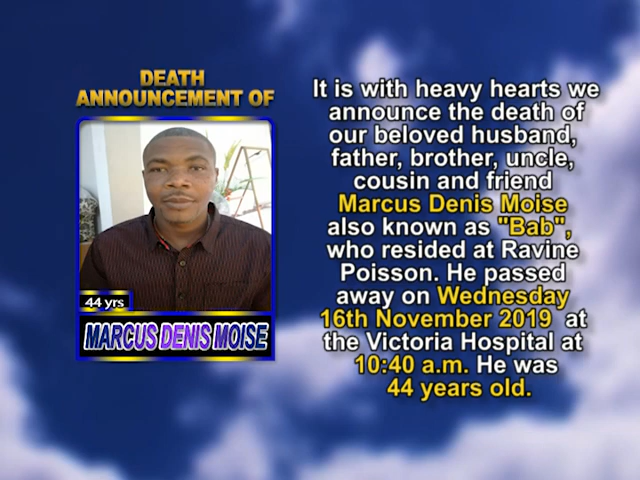 DEATH
ANNOUNCEMENT OF
44 yrs
MARCUS DENIS MOISE
It is with heavy hearts we
announce the death of
our beloved husband,
father, brother, uncle,
cousin and friend
Marcus Denis Moise
also known as "Bab",
who resided at Ravine
Poisson. He passed
away on Wednesday
16th November 2019 at
the Victoria Hospital at
10:40 a.m. He was
44 years old.